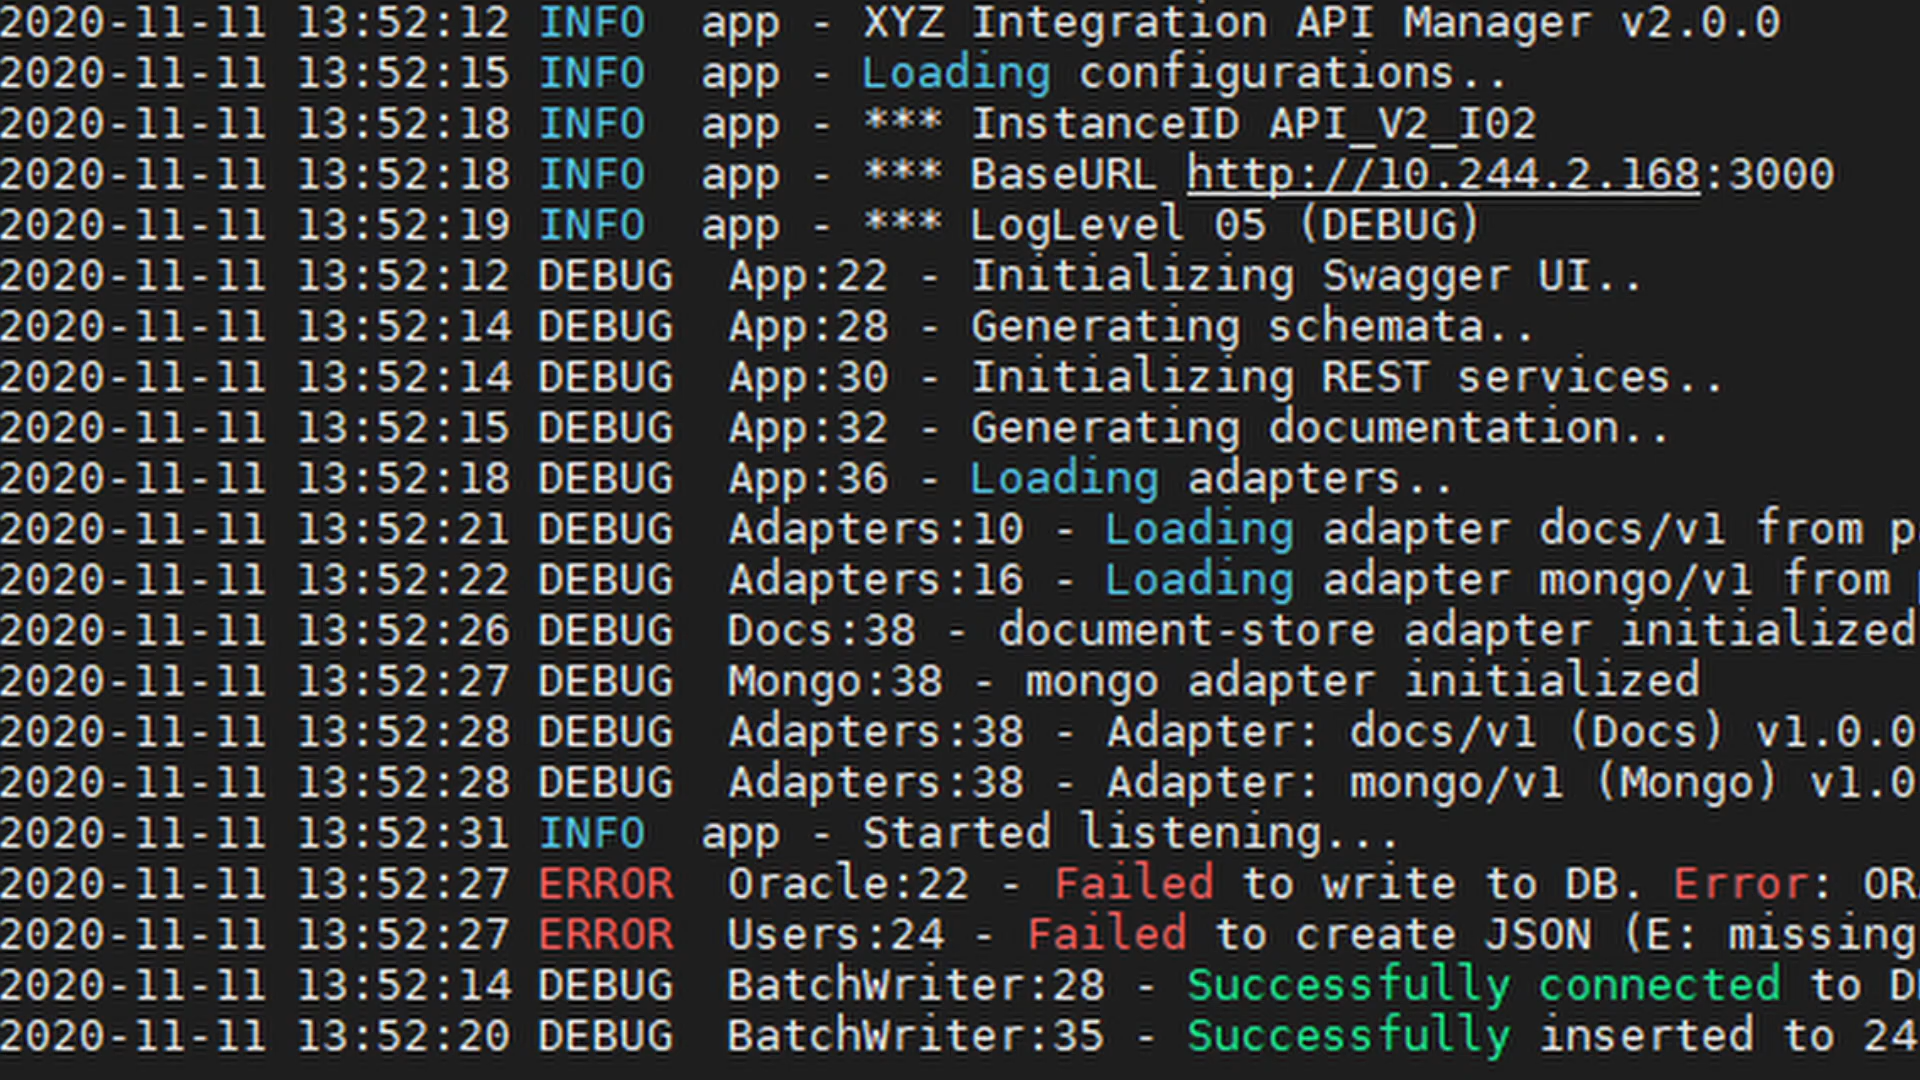 2020-11-11 13:52:12 INFO  app - XYZ Integration API Manager v2.0.0
2020-11-11 13:52:15 INFO  app - Loading configurations..
2020-11-11 13:52:18 INFO  app - *** InstanceID API_V2_I02
2020-11-11 13:52:18 INFO  app - *** BaseURL http://10.244.2.168:3000
2020-11-11 13:52:19 INFO  app - *** LogLevel 05 (DEBUG)
2020-11-11 13:52:12 DEBUG  App:22 - Initializing Swagger UI..
2020-11-11 13:52:14 DEBUG  App:28 - Generating schemata..
2020-11-11 13:52:14 DEBUG  App:30 - Initializing REST services..
2020-11-11 13:52:15 DEBUG  App:32 - Generating documentation..
2020-11-11 13:52:18 DEBUG  App:36 - Loading adapters..
2020-11-11 13:52:21 DEBUG  Adapters:10 - Loading adapter docs/v1 from
2020-11-11 13:52:22 DEBUG  Adapters:16 - Loading adapter mongo/v1 from
2020-11-11 13:52:26 DEBUG  Docs:38 - document-store adapter initialized
2020-11-11 13:52:27 DEBUG  Mongo:38 - mongo adapter initialized
2020-11-11 13:52:28 DEBUG  Adapters:38 - Adapter: docs/v1 (Docs) v1.0.0
2020-11-11 13:52:28 DEBUG  Adapters:38 - Adapter: mongo/v1 (Mongo) v1.0
2020-11-11 13:52:31 INFO  app - Started listening...
2020-11-11 13:52:27 ERROR  Oracle:22 - Failed to write to DB. Error:
2020-11-11 13:52:27 ERROR  Users:24 - Failed to create JSON (E: missing
2020-11-11 13:52:14 DEBUG  BatchWriter:28 - Successfully connected to
2020-11-11 13:52:20 DEBUG  BatchWriter:35 - Successfully inserted to 24